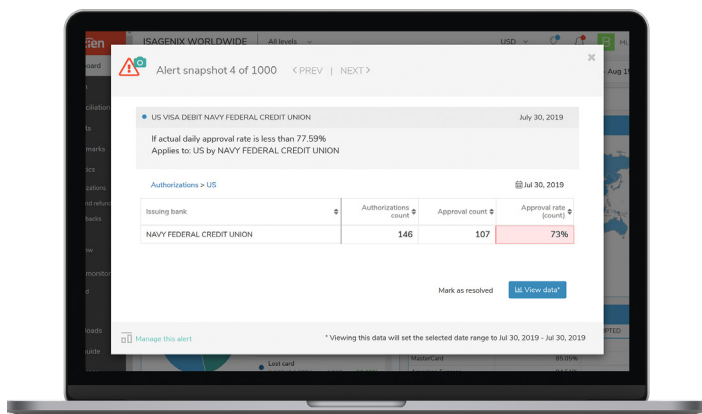 ISAGENIX WORLDWIDE All levels USD
Alert snapshot 4 of 1000 < PREV | NEXT >
US VISA DEBIT NAVY FEDERAL CREDIT UNION July 30, 2019
If actual daily approval rate is less than 77.59%
Applies to: US by NAVY FEDERAL CREDIT UNION
Authorizations > US Jul 30, 2019
Issuing bank Authorizations count Approval count Approval rate (count)
NAVY FEDERAL CREDIT UNION 146 107 73%
Mark as resolved View data*
Manage this alert * Viewing this data will set the selected date range to Jul 30, 2019 - Jul 30, 2019
Lost card
MasterCard 85.05%